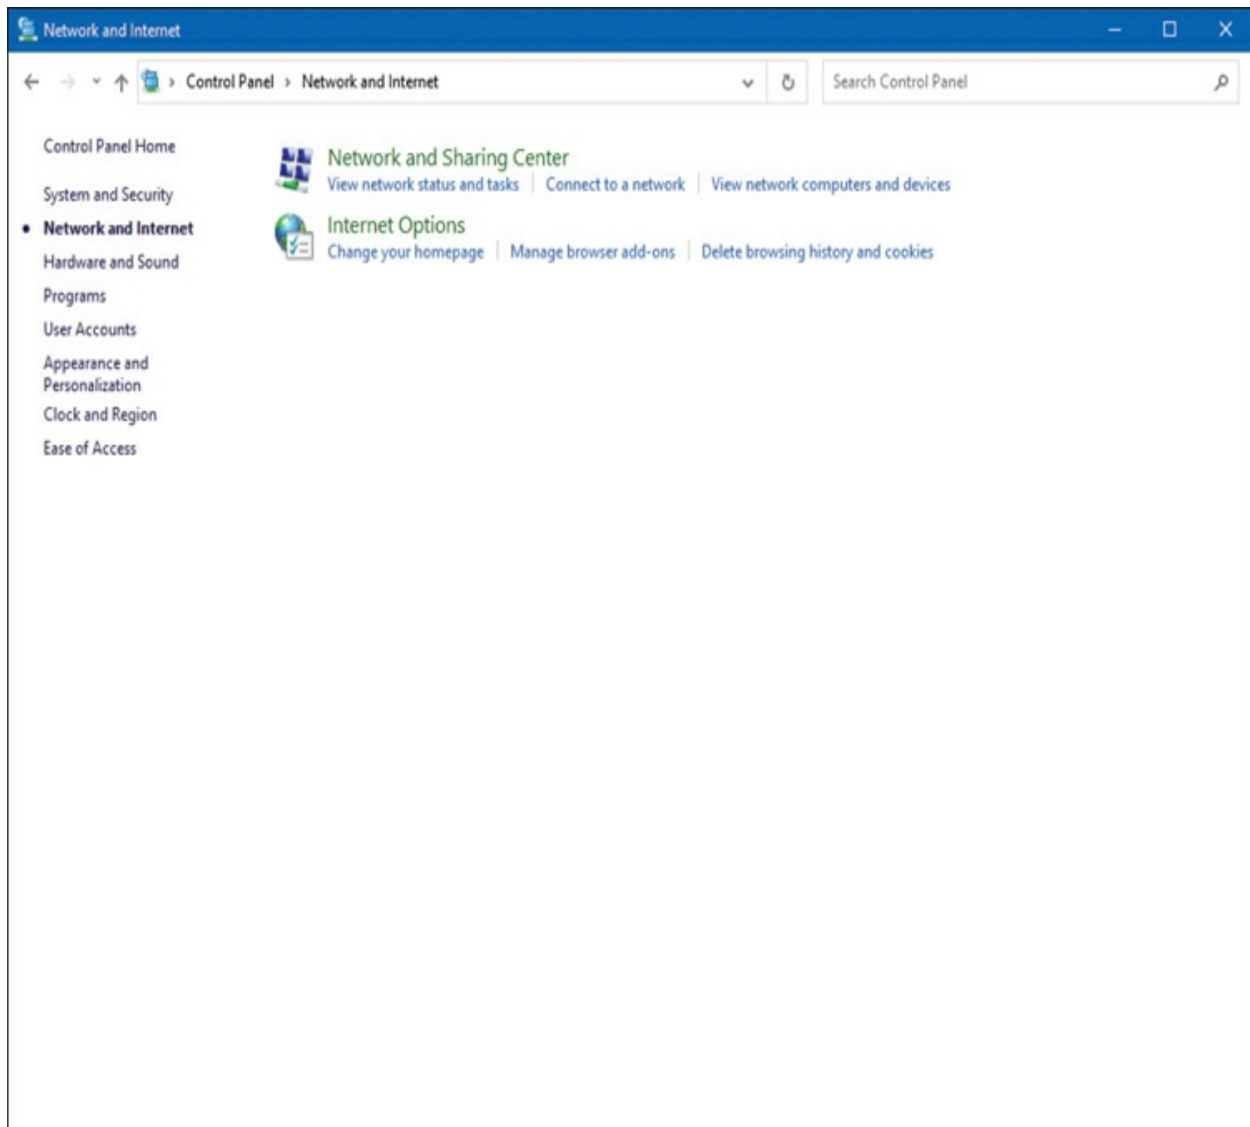 Network and Internet
Control Panel > Network and Internet
Search Control Panel
Control Panel Home
System and Security
Network and Internet
Hardware and Sound
Programs
User Accounts
Appearance and
Personalization
Clock and Region
Ease of Access
Network and Sharing Center
View network status and tasks | Connect to a network | View network computers and devices
Internet Options
Change your homepage | Manage browser add-ons | Delete browsing history and cookies